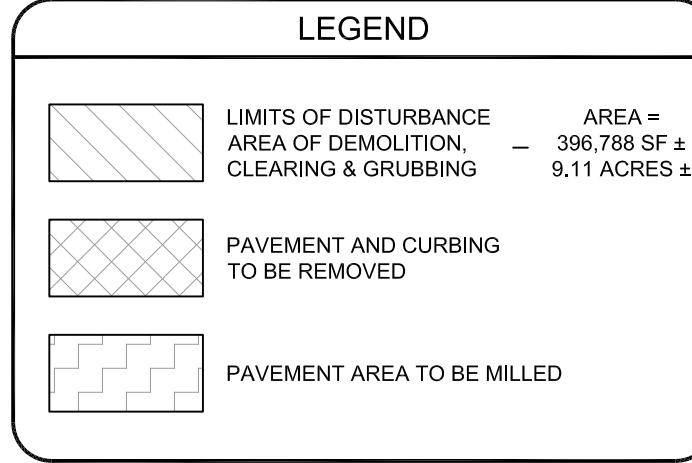 LEGEND
LIMITS OF DISTURBANCE
AREA OF DEMOLITION,
CLEARING & GRUBBING
–
AREA =
396,788 SF ±
9.11 ACRES ±
PAVEMENT AND CURBING
TO BE REMOVED
PAVEMENT AREA TO BE MILLED